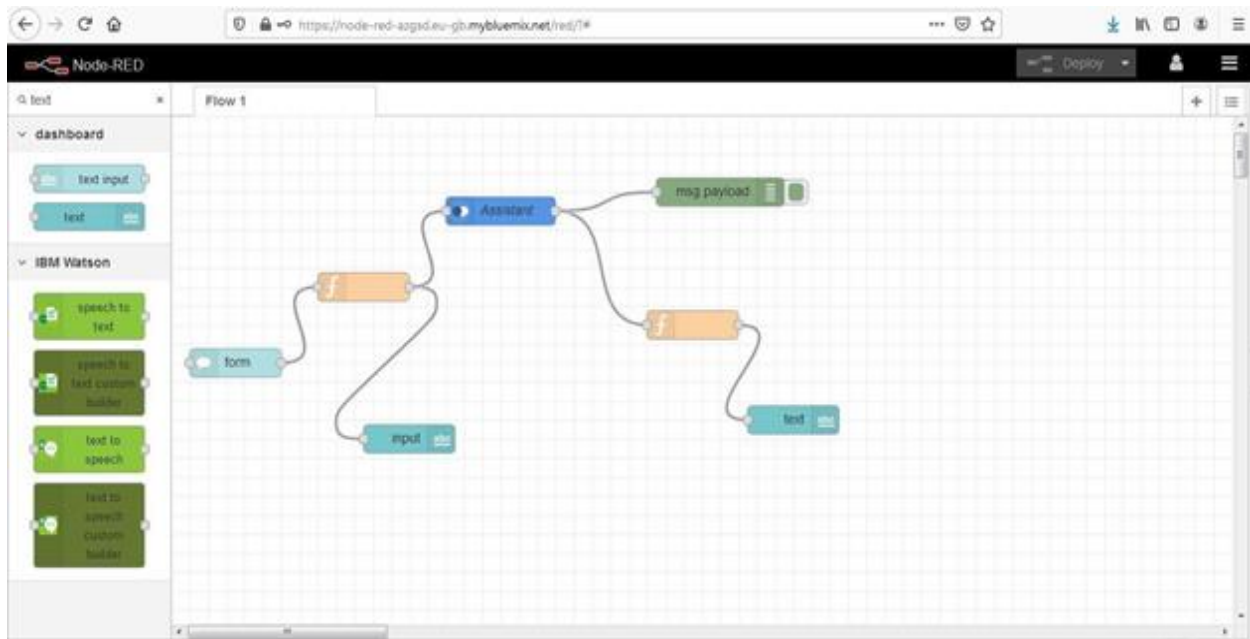 https://node-red-azgsd.eu-gb.mybluemix.net/red/?#
Node-RED
Deploy
text
Flow 1
dashboard
text input
text
IBM Watson
speech to
text
speech to
text custom
builder
text to
speech
text to
speech
custom
builder
msg.payload
Assistant
f
f
form
text
abc
input
abc